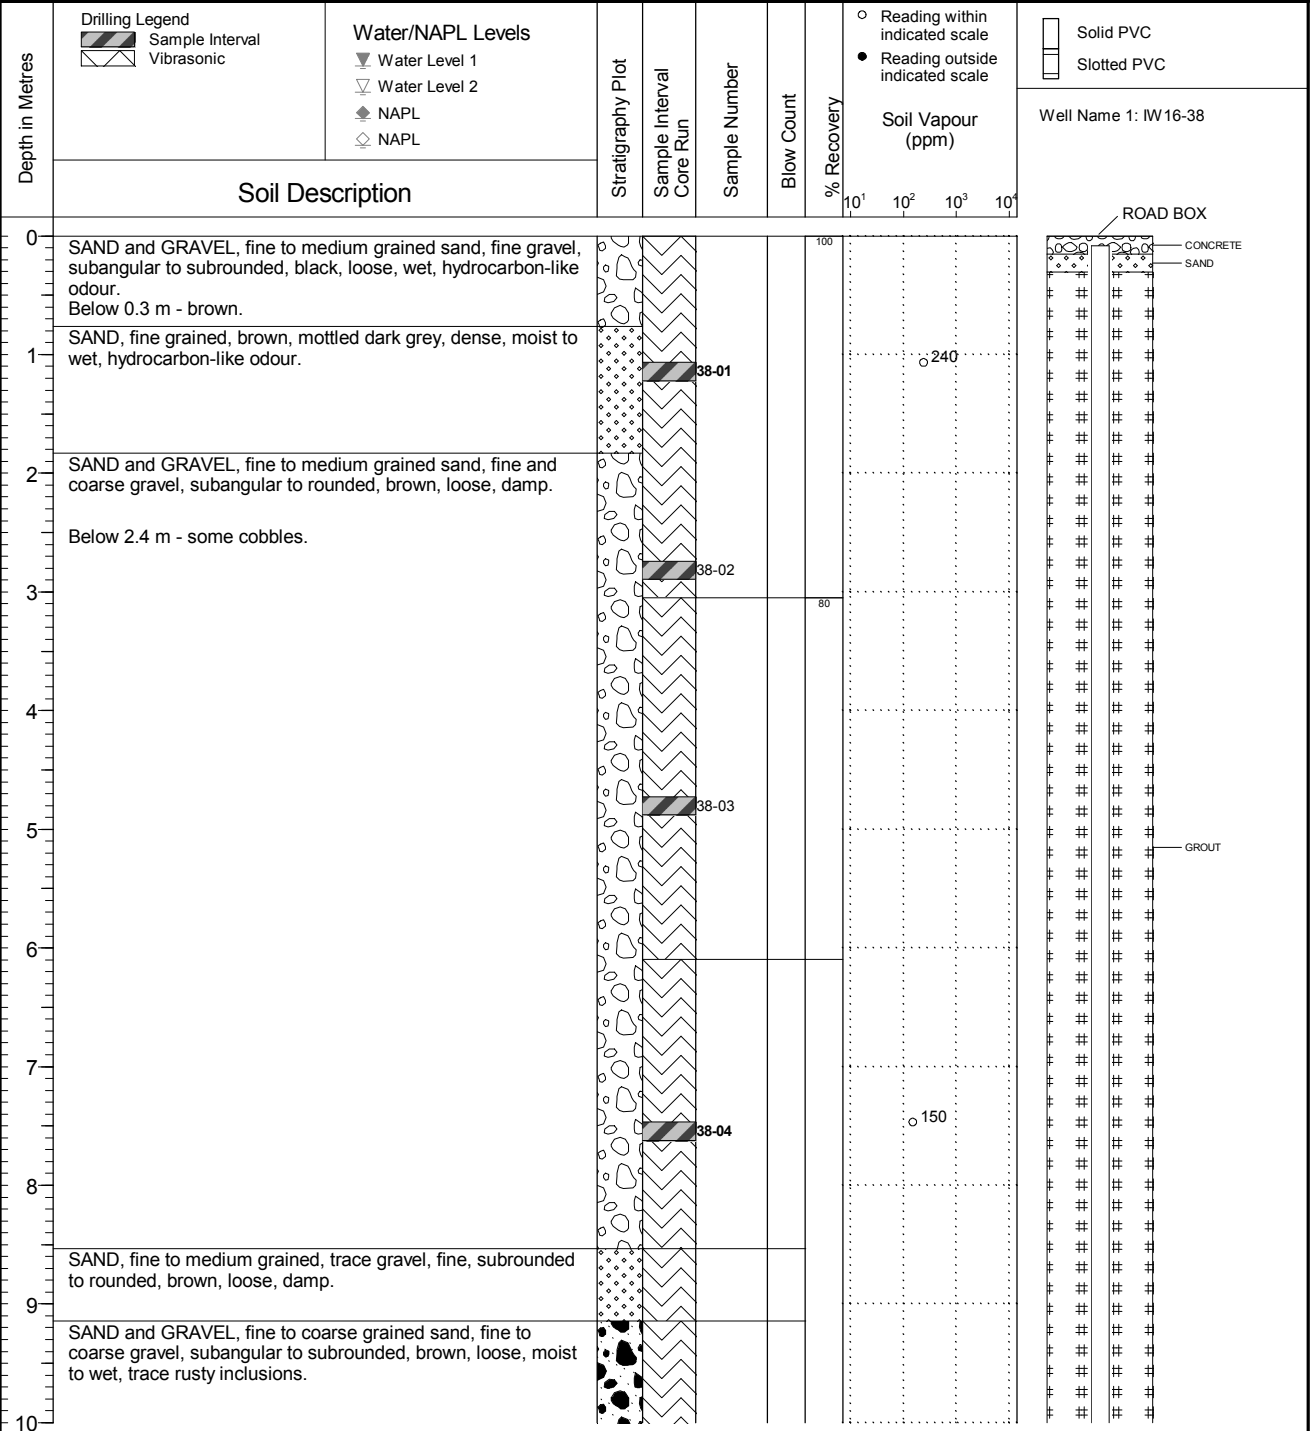 Drilling Legend
Sample Interval
Vibrasonic
Water/NAPL Levels
Water Level 1
Water Level 2
NAPL
NAPL
Depth in Metres
Soil Description
Stratigraphy Plot
Sample Interval
Core Run
Sample Number
Blow Count
% Recovery
Reading within
indicated scale
Reading outside
indicated scale
Soil Vapour
(ppm)
10¹ 10² 10³ 10⁴
Solid PVC
Slotted PVC
Well Name 1: IW16-38
ROAD BOX
CONCRETE
SAND
GROUT
0
SAND and GRAVEL, fine to medium grained sand, fine gravel,
subangular to subrounded, black, loose, wet, hydrocarbon-like
odour.
Below 0.3 m - brown.
100
SAND, fine grained, brown, mottled dark grey, dense, moist to
wet, hydrocarbon-like odour.
1
38-01
240
SAND and GRAVEL, fine to medium grained sand, fine and
coarse gravel, subangular to rounded, brown, loose, damp.
2
Below 2.4 m - some cobbles.
38-02
3
80
4
38-03
5
6
7
150
38-04
8
SAND, fine to medium grained, trace gravel, fine, subrounded
to rounded, brown, loose, damp.
9
SAND and GRAVEL, fine to coarse grained sand, fine to
coarse gravel, subangular to subrounded, brown, loose, moist
to wet, trace rusty inclusions.
10